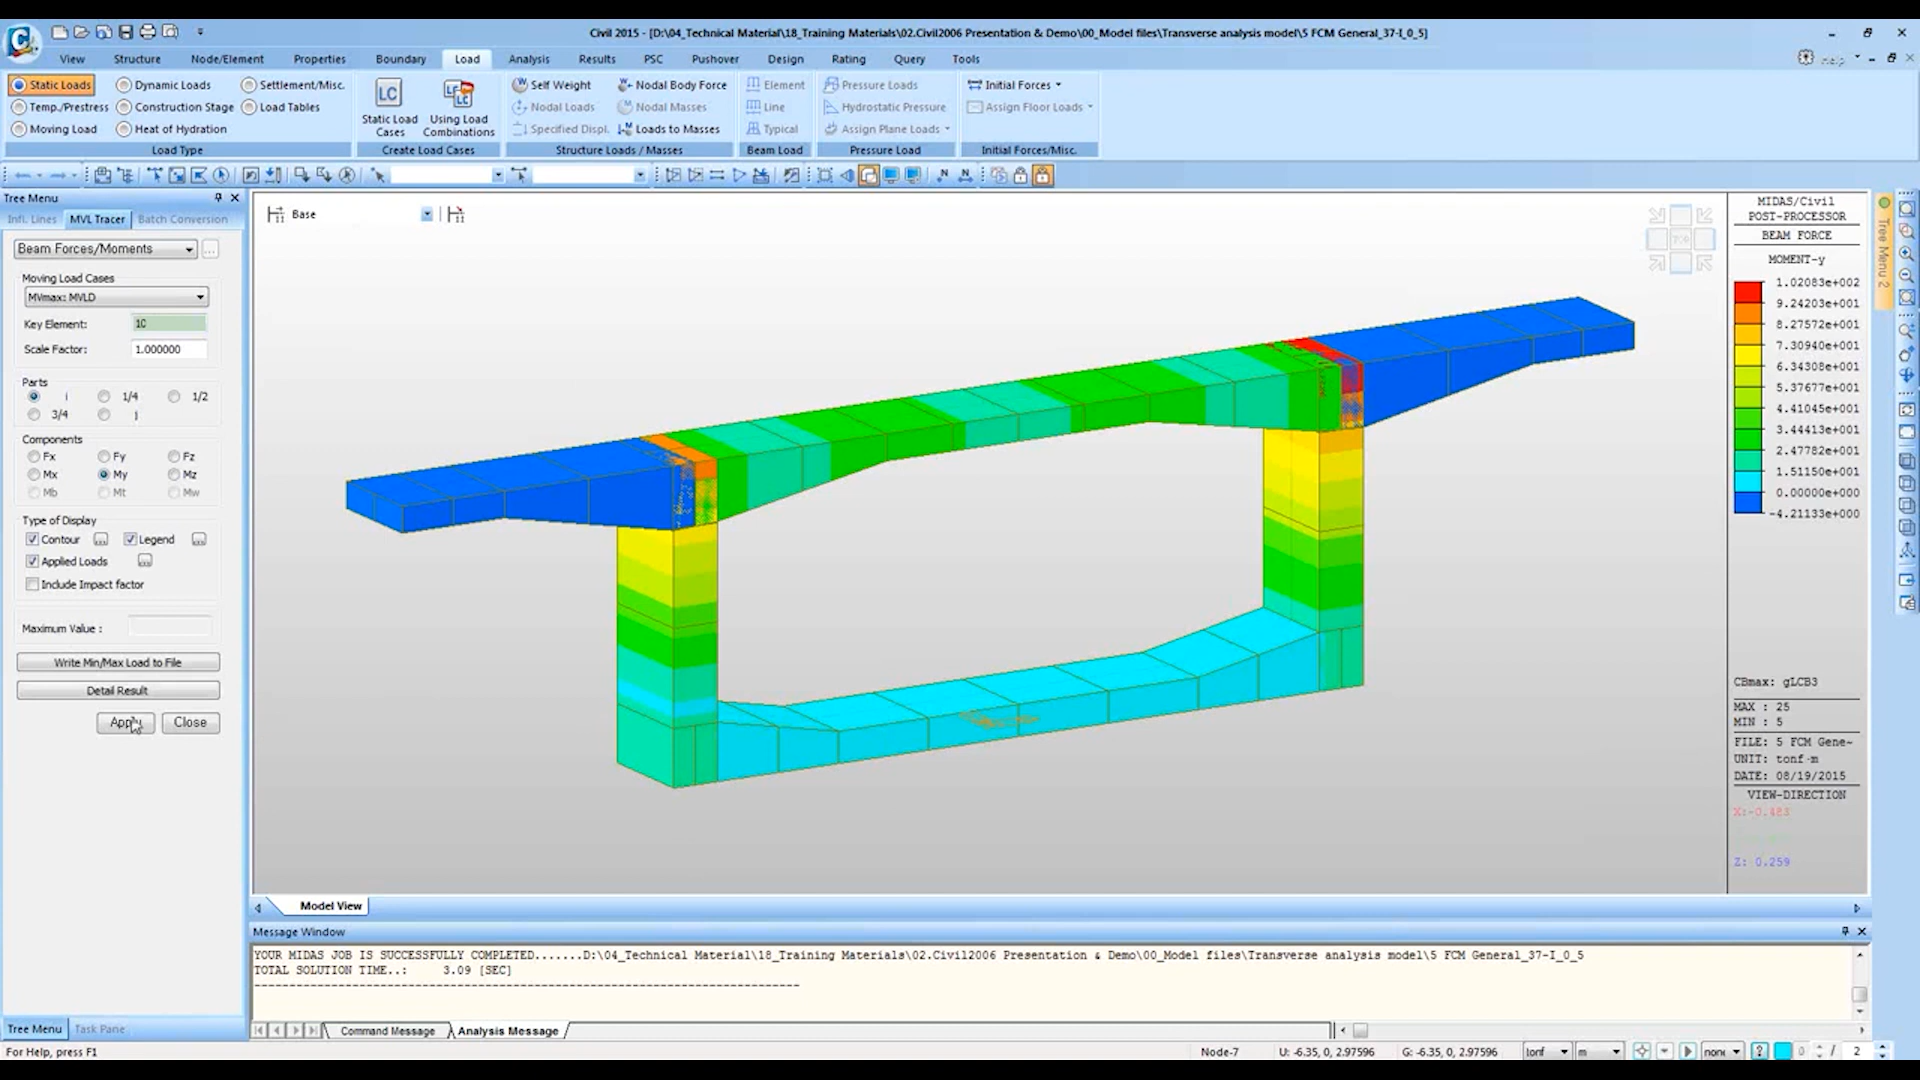 Civil 2015 - [D:\04_Technical Material\18_Training Materials\02.Civil2006 Presentation & Demo\00_Model files\Transverse analysis model\5 FCM General_37-I_0_5]
View Structure Node/Element Properties Boundary Load Analysis Results PSC Pushover Design Rating Query Tools
Help
Static Loads Dynamic Loads Settlement/Misc.
Temp./Prestress Construction Stage Load Tables
Moving Load Heat of Hydration
Load Type
LC
Static Load Cases
Using Load Combinations
Create Load Cases
Self Weight Nodal Body Force
Nodal Loads Nodal Masses
Specified Displ. Loads to Masses
Structure Loads / Masses
Element
Line
Typical
Beam Load
Pressure Loads
Hydrostatic Pressure
Assign Plane Loads
Pressure Load
Initial Forces
Assign Floor Loads
Initial Forces/Misc.
Tree Menu
Infl. Lines MVL Tracer Batch Conversion
Beam Forces/Moments
Moving Load Cases
MVmax: MVLD
Key Element: 10
Scale Factor: 1.000000
Parts
i 1/4 1/2
3/4 j
Components
Fx Fy Fz
Mx My Mz
Mb Mt Mw
Type of Display
Contour Legend
Applied Loads
Include Impact factor
Maximum Value :
Write Min/Max Load to File
Detail Result
Apply Close
Tree Menu Task Pane
Base
TOP
MIDAS/Civil
POST-PROCESSOR
BEAM FORCE
MOMENT-y
1.02083e+002
9.24203e+001
8.27572e+001
7.30940e+001
6.34308e+001
5.37677e+001
4.41045e+001
3.44413e+001
2.47782e+001
1.51150e+001
0.00000e+000
-4.21133e+000
CBmax: gLCB3
MAX : 25
MIN : 5
FILE: 5 FCM Gene~
UNIT: tonf·m
DATE: 08/19/2015
VIEW-DIRECTION
X:-0.483
Z: 0.259
Tree Menu 2
Model View
Message Window
YOUR MIDAS JOB IS SUCCESSFULLY COMPLETED.......D:\04_Technical Material\18_Training Materials\02.Civil2006 Presentation & Demo\00_Model files\Transverse analysis model\5 FCM General_37-I_0_5
TOTAL SOLUTION TIME..: 3.09 [SEC]
--------------------------------------------------------------------------------
Command Message Analysis Message
For Help, press F1
Node-7 U: -6.35, 0, 2.97596 G: -6.35, 0, 2.97596 tonf m none 0 / 2